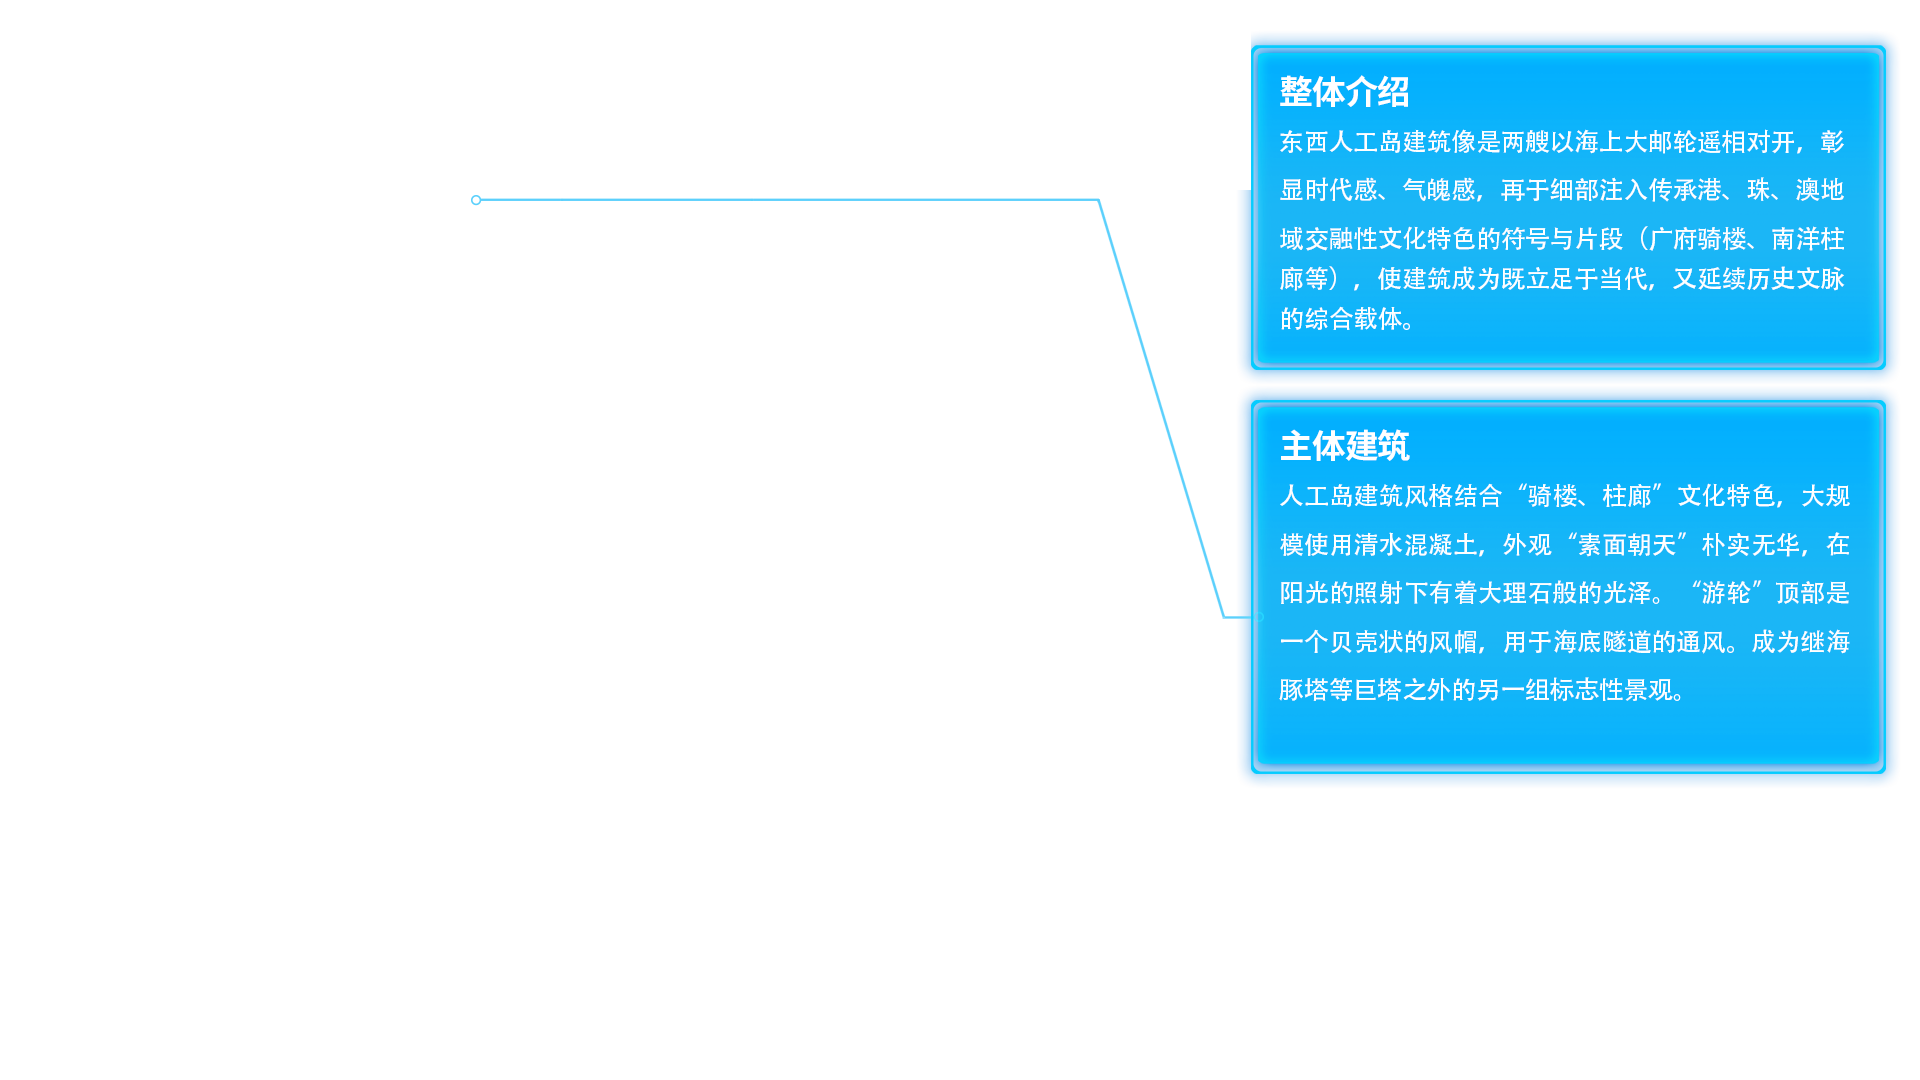 整体介绍
东西人工岛建筑像是两艘以海上大邮轮遥相对开，彰
显时代感、气魄感，再于细部注入传承港、珠、澳地
域交融性文化特色的符号与片段（广府骑楼、南洋柱
廊等），使建筑成为既立足于当代，又延续历史文脉
的综合载体。
主体建筑
人工岛建筑风格结合“骑楼、柱廊”文化特色，大规
模使用清水混凝土，外观“素面朝天”朴实无华，在
阳光的照射下有着大理石般的光泽。“游轮”顶部是
一个贝壳状的风帽，用于海底隧道的通风。成为继海
豚塔等巨塔之外的另一组标志性景观。